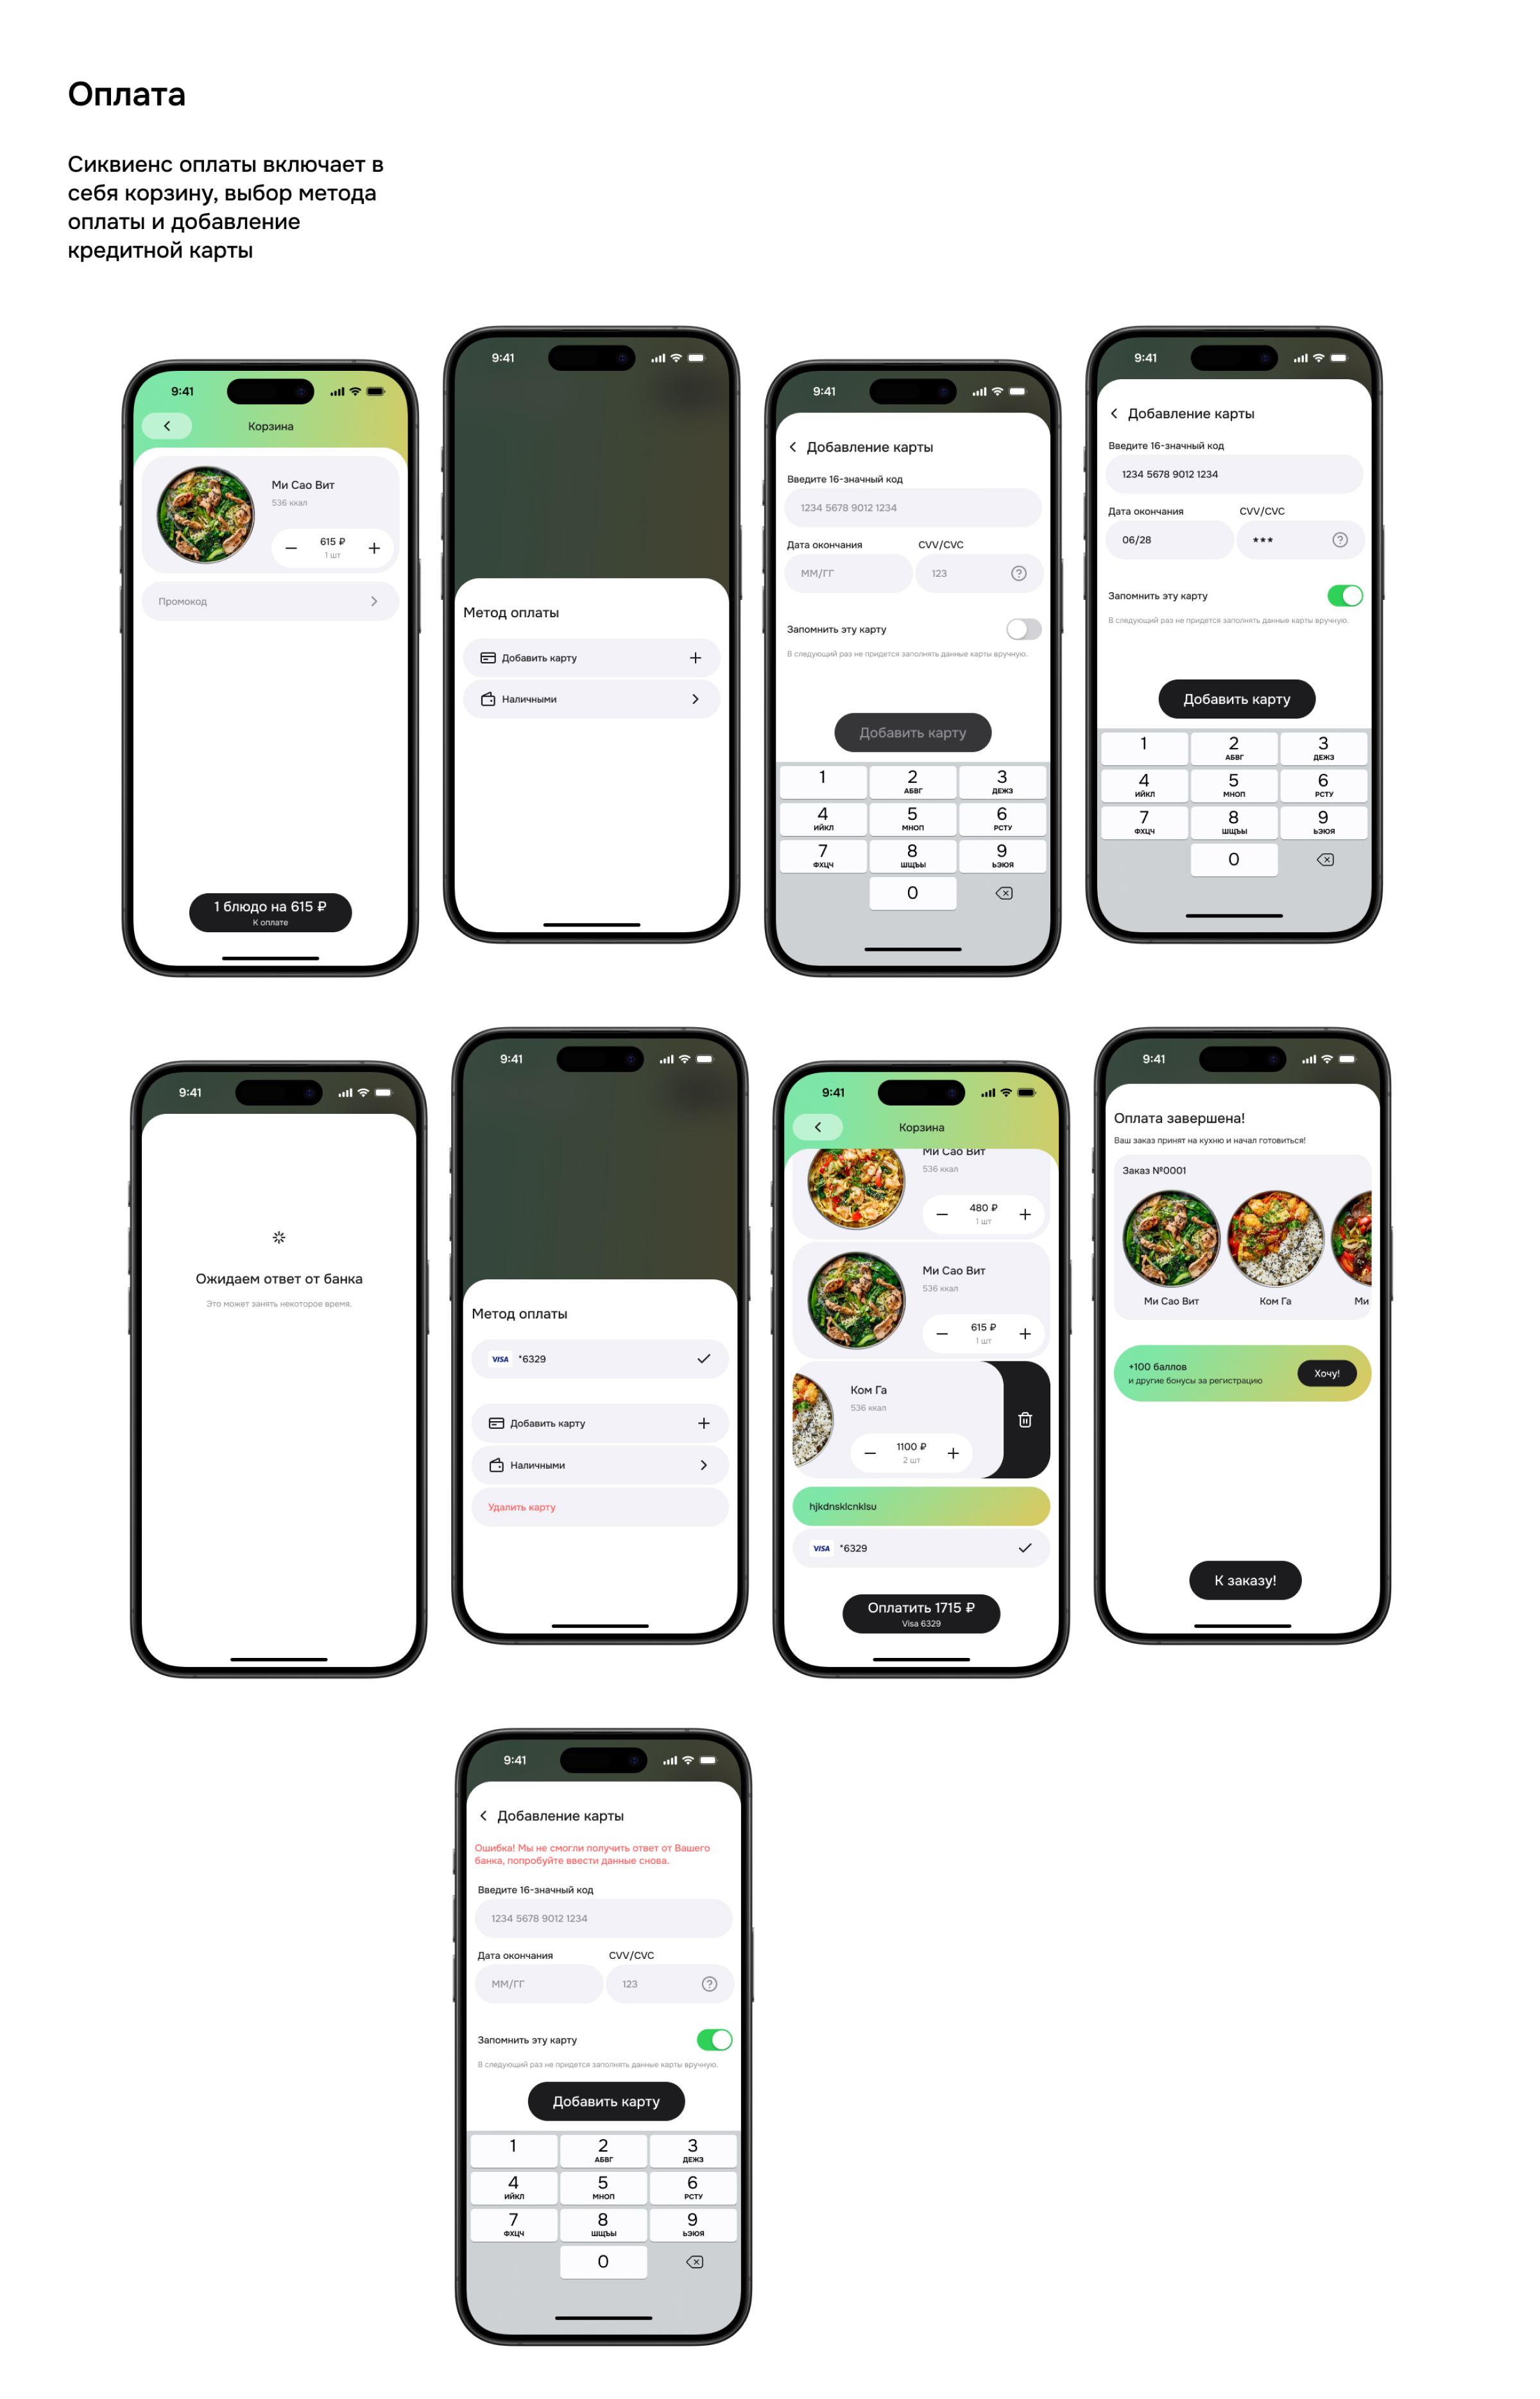 Оплата
Сиквиенс оплаты включает в
себя корзину, выбор метода
оплаты и добавление
кредитной карты
9:41
Корзина
Ми Сао Вит
536 ккал
615 ₽
1 шт
Промокод
1 блюдо на 615 ₽
К оплате
9:41
Метод оплаты
Добавить карту
Наличными
9:41
Добавление карты
Введите 16-значный код
1234 5678 9012 1234
Дата окончания CVV/CVC
ММ/ГГ 123
Запомнить эту карту
В следующий раз не придется заполнять данные карты вручную.
Добавить карту
1 2 3
АБВГ ДЕЖЗ
4 5 6
ИЙКЛ МНОП РСТУ
7 8 9
ФХЦЧ ШЩЪЫ ЬЭЮЯ
0
9:41
Добавление карты
Введите 16-значный код
1234 5678 9012 1234
Дата окончания CVV/CVC
06/28 ***
Запомнить эту карту
В следующий раз не придется заполнять данные карты вручную.
Добавить карту
1 2 3
АБВГ ДЕЖЗ
4 5 6
ИЙКЛ МНОП РСТУ
7 8 9
ФХЦЧ ШЩЪЫ ЬЭЮЯ
0
9:41
Ожидаем ответ от банка
Это может занять некоторое время.
9:41
Метод оплаты
VISA *6329
Добавить карту
Наличными
Удалить карту
9:41
Корзина
Ми Сао Вит
536 ккал
480 ₽
1 шт
Ми Сао Вит
536 ккал
615 ₽
1 шт
Ком Га
536 ккал
1100 ₽
2 шт
hjkdnsklcnklsu
VISA *6329
Оплатить 1715 ₽
Visa 6329
9:41
Оплата завершена!
Ваш заказ принят на кухню и начал готовиться!
Заказ №0001
Ми Сао Вит Ком Га Ми
+100 баллов
и другие бонусы за регистрацию
Хочу!
К заказу!
9:41
Добавление карты
Ошибка! Мы не смогли получить ответ от Вашего
банка, попробуйте ввести данные снова.
Введите 16-значный код
1234 5678 9012 1234
Дата окончания CVV/CVC
ММ/ГГ 123
Запомнить эту карту
В следующий раз не придется заполнять данные карты вручную.
Добавить карту
1 2 3
АБВГ ДЕЖЗ
4 5 6
ИЙКЛ МНОП РСТУ
7 8 9
ФХЦЧ ШЩЪЫ ЬЭЮЯ
0